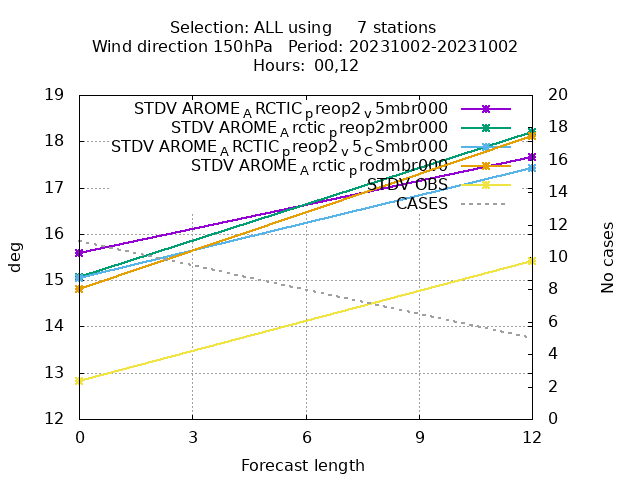 Selection: ALL using 7 stations
Wind direction 150hPa Period: 20231002-20231002
Hours: 00,12
STDV AROME_ARCTIC_preop2_v5mbr000
STDV AROME_Arctic_preop2mbr000
STDV AROME_ARCTIC_preop2_v5_CSmbr000
STDV AROME_Arctic_prodmbr000
STDV OBS
CASES
deg
19
18
17
16
15
14
13
12
No cases
20
18
16
14
12
10
8
6
4
2
0
0 3 6 9 12
Forecast length